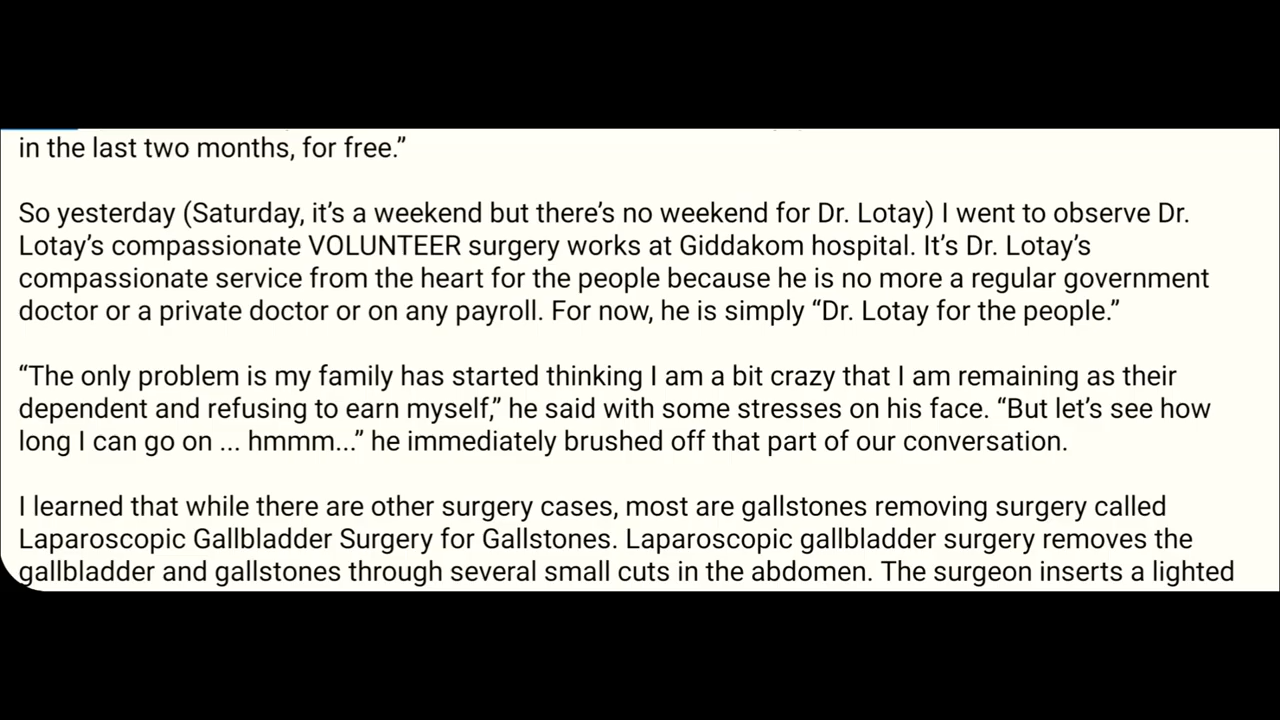 in the last two months, for free.”
So yesterday (Saturday, it’s a weekend but there’s no weekend for Dr. Lotay) I went to observe Dr.
Lotay’s compassionate VOLUNTEER surgery works at Giddakom hospital. It’s Dr. Lotay’s
compassionate service from the heart for the people because he is no more a regular government
doctor or a private doctor or on any payroll. For now, he is simply “Dr. Lotay for the people.”
“The only problem is my family has started thinking I am a bit crazy that I am remaining as their
dependent and refusing to earn myself,” he said with some stresses on his face. “But let’s see how
long I can go on ... hmmm...” he immediately brushed off that part of our conversation.
I learned that while there are other surgery cases, most are gallstones removing surgery called
Laparoscopic Gallbladder Surgery for Gallstones. Laparoscopic gallbladder surgery removes the
gallbladder and gallstones through several small cuts in the abdomen. The surgeon inserts a lighted